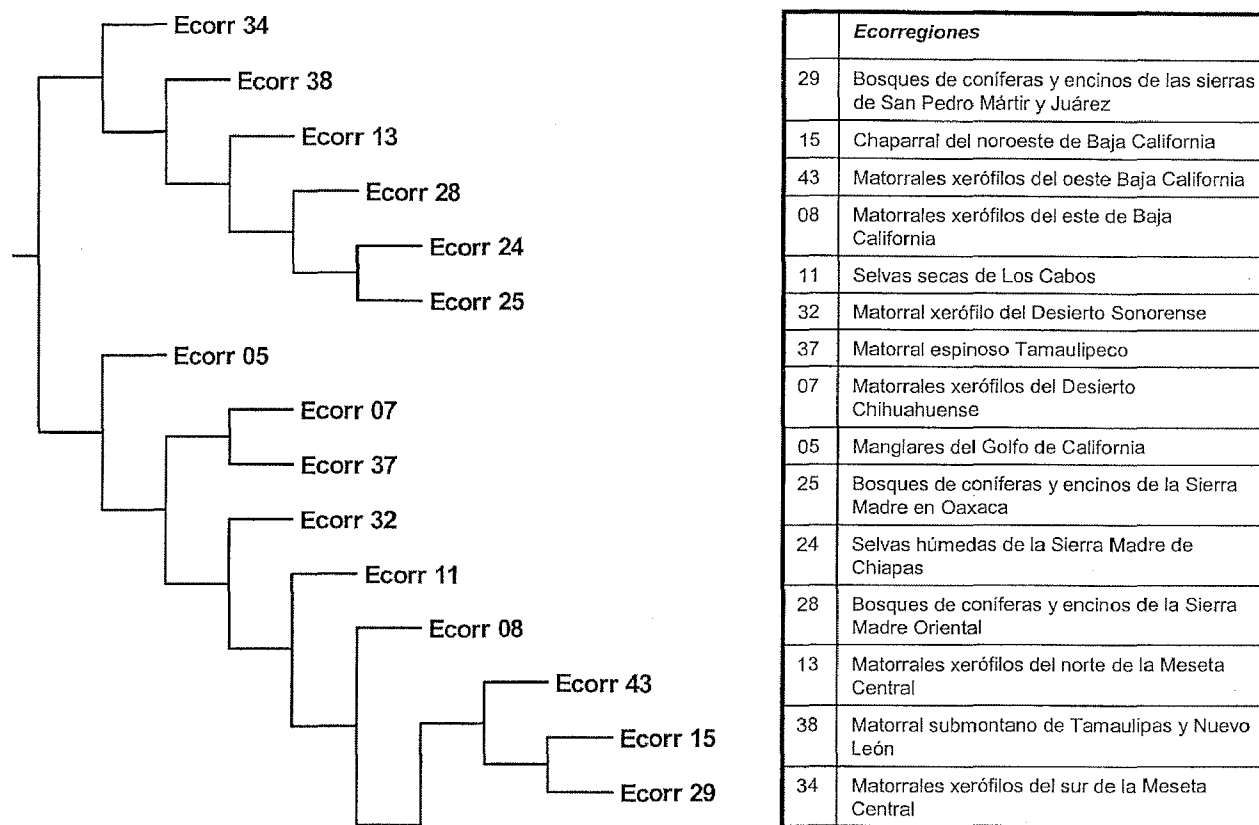 Ecorr 34
Ecorr 38
Ecorr 13
Ecorr 28
Ecorr 24
Ecorr 25
Ecorr 05
Ecorr 07
Ecorr 37
Ecorr 32
Ecorr 11
Ecorr 08
Ecorr 43
Ecorr 15
Ecorr 29
Ecorregiones
29 Bosques de coníferas y encinos de las sierras
de San Pedro Mártir y Juárez
15 Chaparral del noroeste de Baja California
43 Matorrales xerófilos del oeste Baja California
08 Matorrales xerófilos del este de Baja
California
11 Selvas secas de Los Cabos
32 Matorral xerófilo del Desierto Sonorense
37 Matorral espinoso Tamaulipeco
07 Matorrales xerófilos del Desierto
Chihuahuense
05 Manglares del Golfo de California
25 Bosques de coníferas y encinos de la Sierra
Madre en Oaxaca
24 Selvas húmedas de la Sierra Madre de
Chiapas
28 Bosques de coníferas y encinos de la Sierra
Madre Oriental
13 Matorrales xerófilos del norte de la Meseta
Central
38 Matorral submontano de Tamaulipas y Nuevo
León
34 Matorrales xerófilos del sur de la Meseta
Central